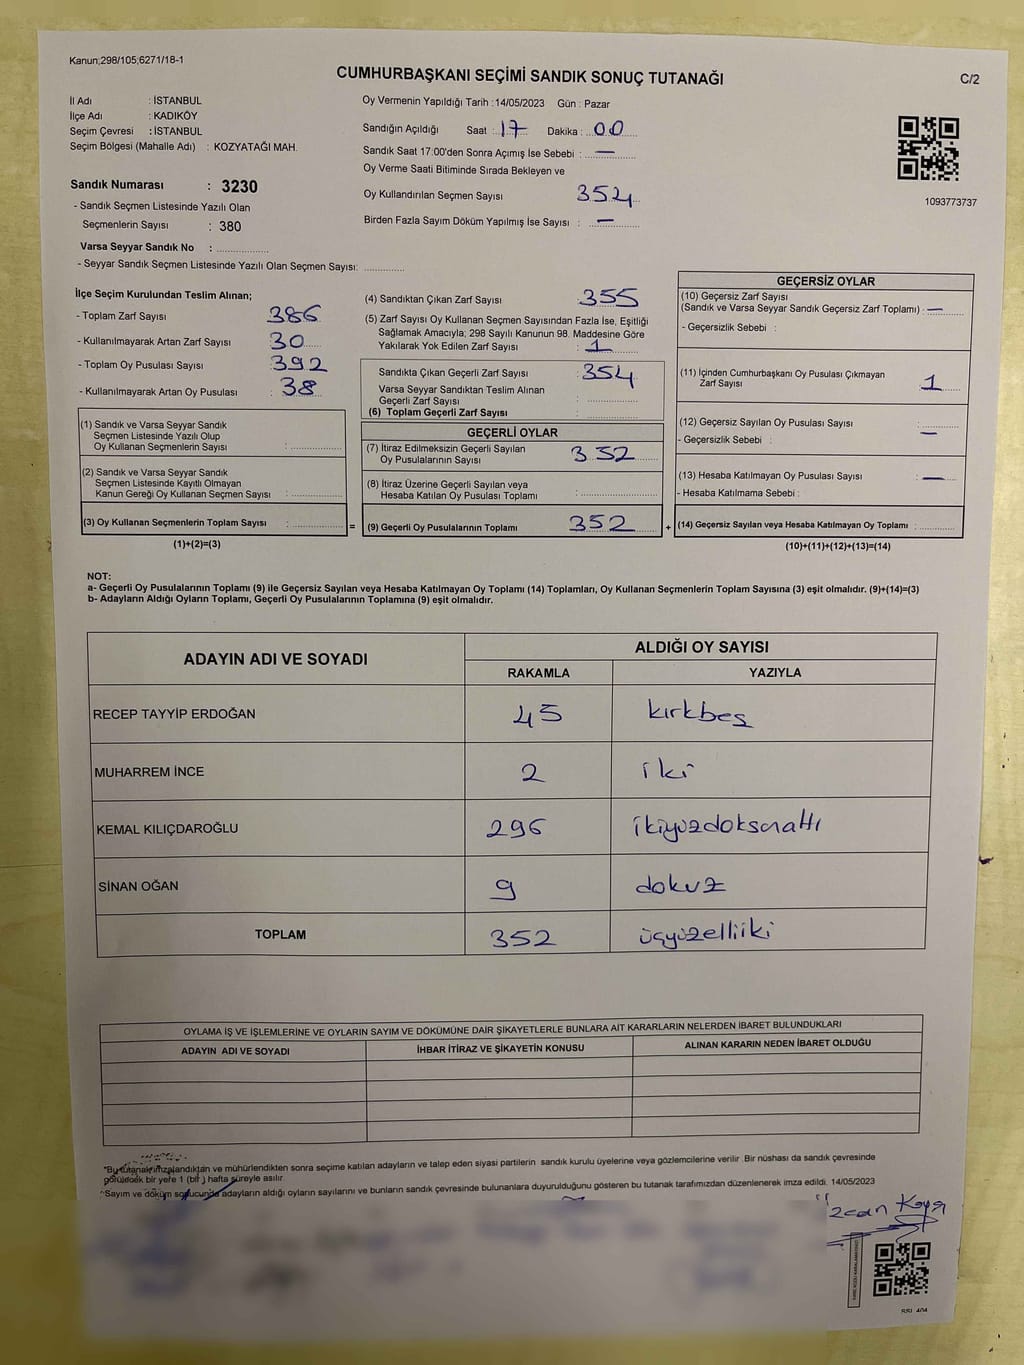 Kanun;298/105;6271/18-1
CUMHURBAŞKANI SEÇİMİ SANDIK SONUÇ TUTANAĞI
C/2
İl Adı : İSTANBUL
İlçe Adı : KADIKÖY
Seçim Çevresi : İSTANBUL
Seçim Bölgesi (Mahalle Adı) : KOZYATAĞI MAH.
Oy Vermenin Yapıldığı Tarih :14/05/2023 Gün : Pazar
Sandığın Açıldığı Saat : 17 Dakika : 00
Sandık Saat 17:00'den Sonra Açımış İse Sebebi : —
Oy Verme Saati Bitiminde Sırada Bekleyen ve
Oy Kullandırılan Seçmen Sayısı 354
Birden Fazla Sayım Döküm Yapılmış İse Sayısı : —
1093773737
Sandık Numarası : 3230
- Sandık Seçmen Listesinde Yazılı Olan
Seçmenlerin Sayısı : 380
Varsa Seyyar Sandık No : ................
- Seyyar Sandık Seçmen Listesinde Yazılı Olan Seçmen Sayısı: ............
İlçe Seçim Kurulundan Teslim Alınan;
- Toplam Zarf Sayısı : 386
- Kullanılmayarak Artan Zarf Sayısı : 30
- Toplam Oy Pusulası Sayısı : 392
- Kullanılmayarak Artan Oy Pusulası : 38
(4) Sandıktan Çıkan Zarf Sayısı : 355
(5) Zarf Sayısı Oy Kullanan Seçmen Sayısından Fazla İse, Eşitliği
Sağlamak Amacıyla; 298 Sayılı Kanunun 98. Maddesine Göre
Yakılarak Yok Edilen Zarf Sayısı : 1
Sandıkta Çıkan Geçerli Zarf Sayısı : 354
Varsa Seyyar Sandıktan Teslim Alınan
Geçerli Zarf Sayısı :
(6) Toplam Geçerli Zarf Sayısı :
GEÇERSİZ OYLAR
(10) Geçersiz Zarf Sayısı
(Sandık ve Varsa Seyyar Sandık Geçersiz Zarf Toplamı) : —
- Geçersizlik Sebebi :
(11) İçinden Cumhurbaşkanı Oy Pusulası Çıkmayan
Zarf Sayısı : 1
(12) Geçersiz Sayılan Oy Pusulası Sayısı : —
- Geçersizlik Sebebi :
(13) Hesaba Katılmayan Oy Pusulası Sayısı : —
- Hesaba Katılmama Sebebi :
(14) Geçersiz Sayılan veya Hesaba Katılmayan Oy Toplamı :
(10)+(11)+(12)+(13)=(14)
(1) Sandık ve Varsa Seyyar Sandık
Seçmen Listesinde Yazılı Olup
Oy Kullanan Seçmenlerin Sayısı :
(2) Sandık ve Varsa Seyyar Sandık
Seçmen Listesinde Kayıtlı Olmayan
Kanun Gereği Oy Kullanan Seçmen Sayısı :
(3) Oy Kullanan Seçmenlerin Toplam Sayısı : =
(1)+(2)=(3)
GEÇERLİ OYLAR
(7) İtiraz Edilmeksizin Geçerli Sayılan
Oy Pusulalarının Sayısı : 352
(8) İtiraz Üzerine Geçerli Sayılan veya
Hesaba Katılan Oy Pusulası Toplamı :
(9) Geçerli Oy Pusulalarının Toplamı : 352 +
NOT:
a- Geçerli Oy Pusulalarının Toplamı (9) ile Geçersiz Sayılan veya Hesaba Katılmayan Oy Toplamı (14) Toplamları, Oy Kullanan Seçmenlerin Toplam Sayısına (3) eşit olmalıdır. (9)+(14)=(3)
b- Adayların Aldığı Oyların Toplamı, Geçerli Oy Pusulalarının Toplamına (9) eşit olmalıdır.
ADAYIN ADI VE SOYADI
ALDIĞI OY SAYISI
RAKAMLA YAZIYLA
RECEP TAYYİP ERDOĞAN 45 kırkbeş
MUHARREM İNCE 2 iki
KEMAL KILIÇDAROĞLU 296 ikiyüzdoksanaltı
SİNAN OĞAN 9 dokuz
TOPLAM 352 üçyüzelliiki
OYLAMA İŞ VE İŞLEMLERİNE VE OYLARIN SAYIM VE DÖKÜMÜNE DAİR ŞİKAYETLERLE BUNLARA AİT KARARLARIN NELERDEN İBARET BULUNDUKLARI
ADAYIN ADI VE SOYADI İHBAR İTİRAZ VE ŞİKAYETİN KONUSU ALINAN KARARIN NEDEN İBARET OLDUĞU
*Bu tutanak imzalandıktan ve mühürlendikten sonra seçime katılan adayların ve talep eden siyasi partilerin sandık kurulu üyelerine veya gözlemcilerine verilir. Bir nüshası da sandık çevresinde
görülecek bir yere 1 (bir ) hafta süreyle asılır.
*Sayım ve döküm sonucunda adayların aldığı oyların sayılarını ve bunların sandık çevresinde bulunanlara duyurulduğunu gösteren bu tutanak tarafımızdan düzenlenerek imza edildi. 14/05/2023